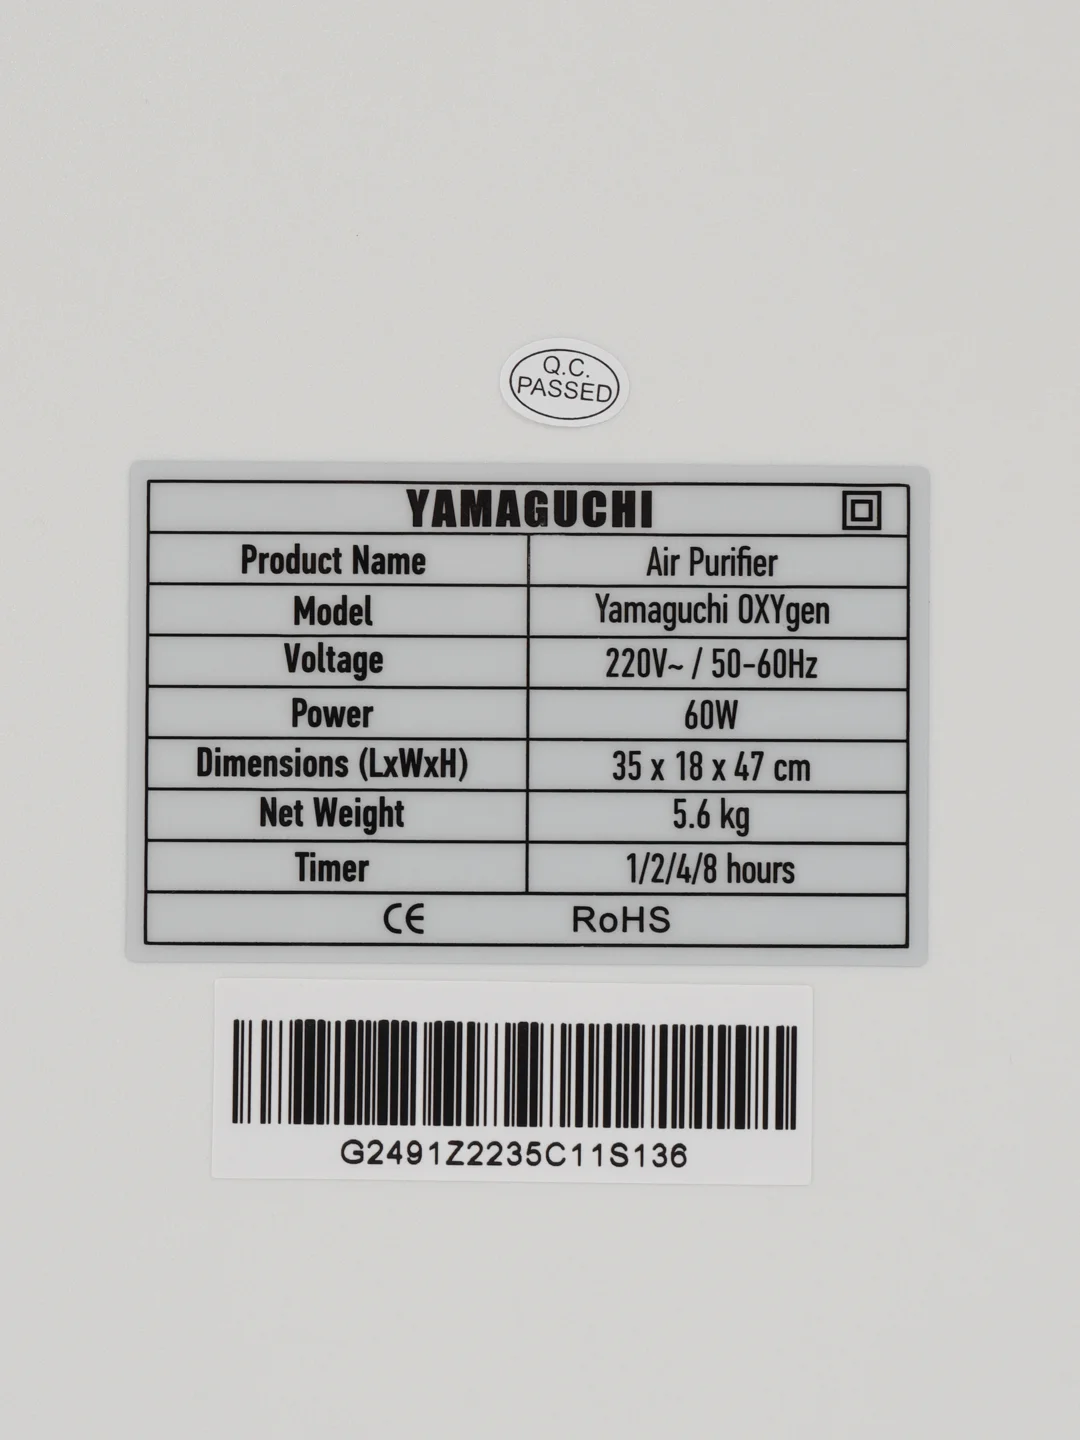 Q.C.
PASSED
YAMAGUCHI
Product Name Air Purifier
Model Yamaguchi OXYgen
Voltage 220V~ / 50-60Hz
Power 60W
Dimensions (LxWxH) 35 x 18 x 47 cm
Net Weight 5.6 kg
Timer 1/2/4/8 hours
CE RoHS
G2491Z2235C11S136